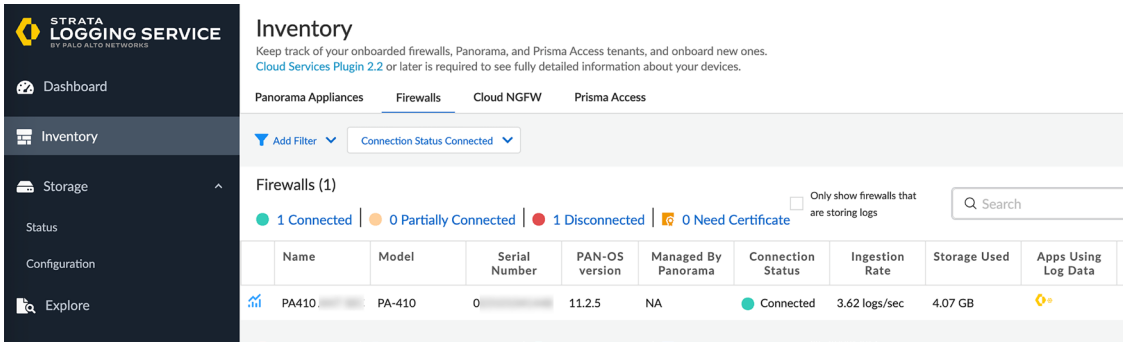 STRATA
LOGGING SERVICE
BY PALO ALTO NETWORKS
Dashboard
Inventory
Storage
Status
Configuration
Explore
Inventory
Keep track of your onboarded firewalls, Panorama, and Prisma Access tenants, and onboard new ones.
Cloud Services Plugin 2.2 or later is required to see fully detailed information about your devices.
Panorama Appliances Firewalls Cloud NGFW Prisma Access
Add Filter Connection Status Connected
Firewalls (1)
Only show firewalls that
are storing logs
Search
1 Connected 0 Partially Connected 1 Disconnected 0 Need Certificate
Name Model Serial Number PAN-OS version Managed By Panorama Connection Status Ingestion Rate Storage Used Apps Using Log Data
PA410 PA-410 0 11.2.5 NA Connected 3.62 logs/sec 4.07 GB